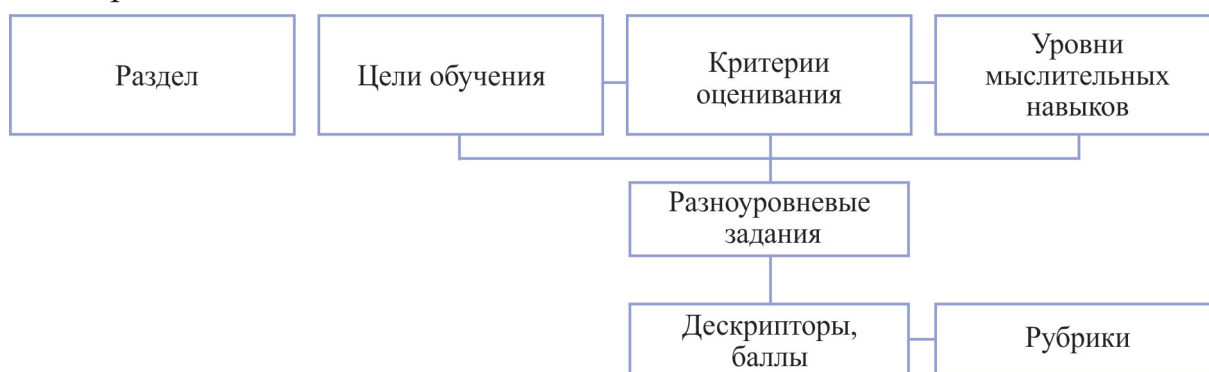 Раздел
Цели обучения
Критерии
оценивания
Уровни
мыслительных
навыков
Разноуровневые
задания
Дескрипторы,
баллы
Рубрики